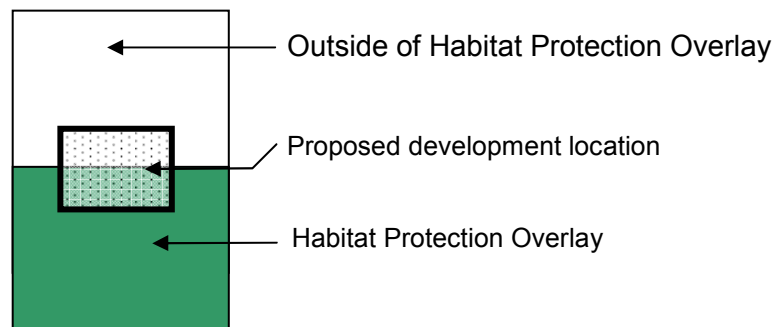 Outside of Habitat Protection Overlay
Proposed development location
Habitat Protection Overlay